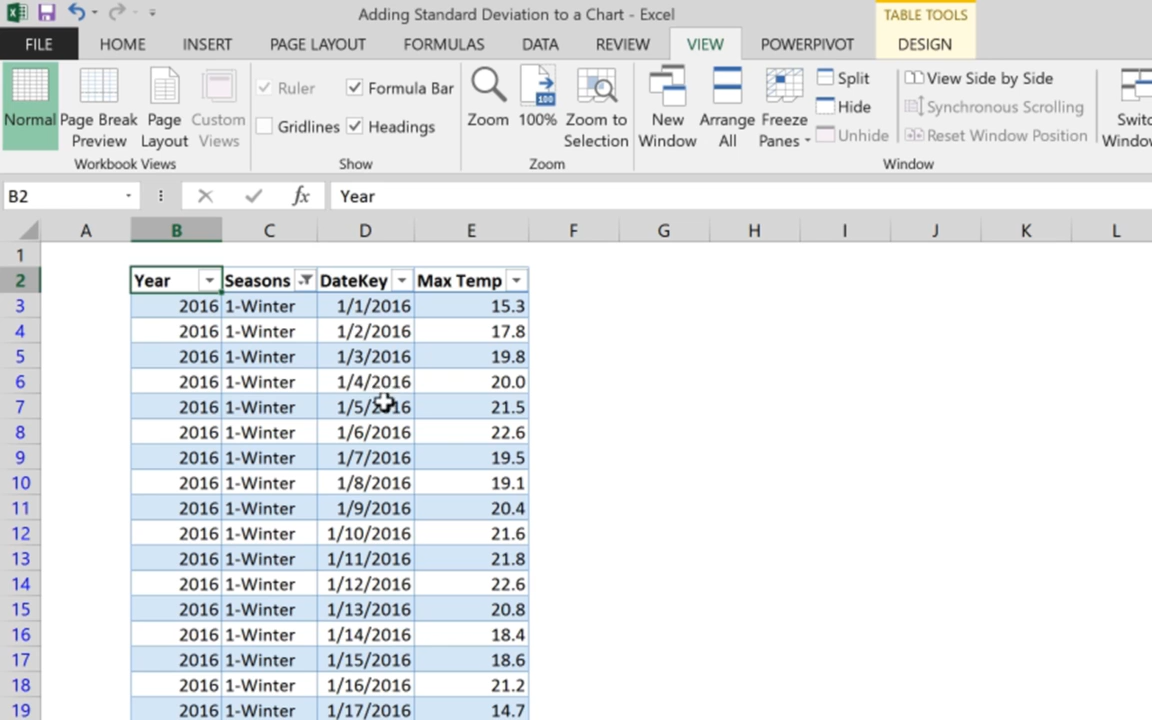 Adding Standard Deviation to a Chart - Excel
TABLE TOOLS
FILE HOME INSERT PAGE LAYOUT FORMULAS DATA REVIEW VIEW POWERPIVOT DESIGN
Normal Page Break Preview Page Layout Custom Views
Workbook Views
Ruler Formula Bar
Gridlines Headings
Show
Zoom 100% Zoom to Selection
100
Zoom
New Window Arrange All Freeze Panes
Split
Hide
Unhide
View Side by Side
Synchronous Scrolling
Reset Window Position
Window
B2 fx Year
A B C D E F G H I J K L
1
2 Year Seasons DateKey Max Temp
3 2016 1-Winter 1/1/2016 15.3
4 2016 1-Winter 1/2/2016 17.8
5 2016 1-Winter 1/3/2016 19.8
6 2016 1-Winter 1/4/2016 20.0
7 2016 1-Winter 1/5/2016 21.5
8 2016 1-Winter 1/6/2016 22.6
9 2016 1-Winter 1/7/2016 19.5
10 2016 1-Winter 1/8/2016 19.1
11 2016 1-Winter 1/9/2016 20.4
12 2016 1-Winter 1/10/2016 21.6
13 2016 1-Winter 1/11/2016 21.8
14 2016 1-Winter 1/12/2016 22.6
15 2016 1-Winter 1/13/2016 20.8
16 2016 1-Winter 1/14/2016 18.4
17 2016 1-Winter 1/15/2016 18.6
18 2016 1-Winter 1/16/2016 21.2
19 2016 1-Winter 1/17/2016 14.7